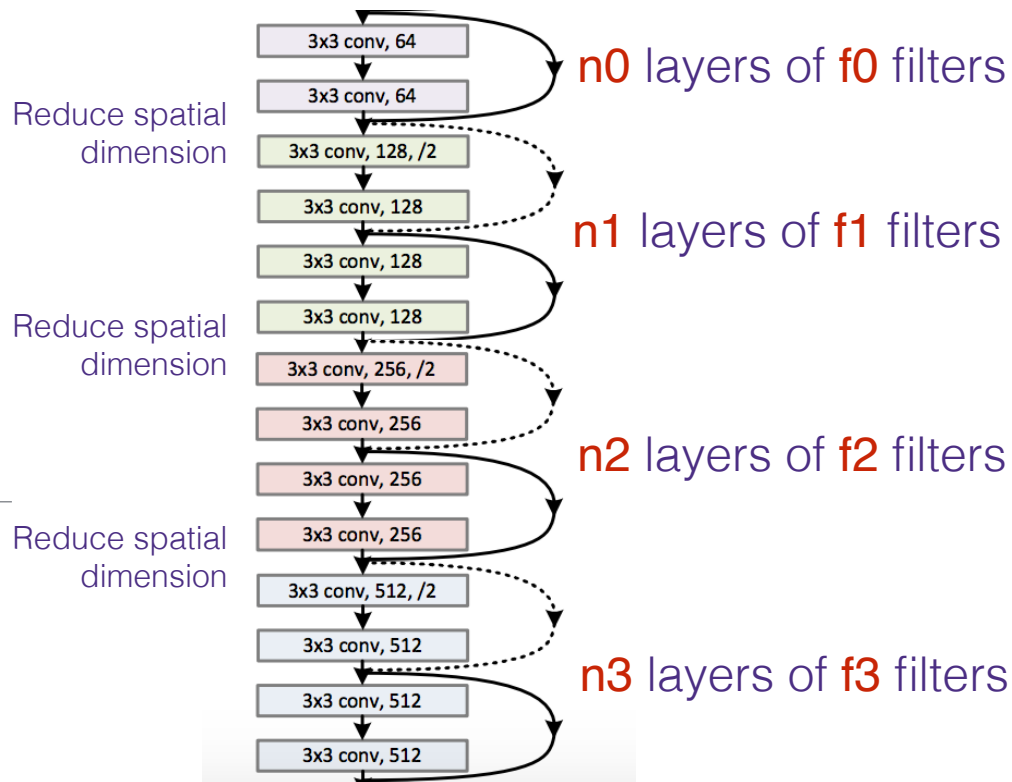 3x3 conv, 64
n0 layers of f0 filters
3x3 conv, 64
Reduce spatial
dimension
3x3 conv, 128, /2
3x3 conv, 128
n1 layers of f1 filters
3x3 conv, 128
3x3 conv, 128
Reduce spatial
dimension
3x3 conv, 256, /2
3x3 conv, 256
n2 layers of f2 filters
3x3 conv, 256
3x3 conv, 256
Reduce spatial
dimension
3x3 conv, 512, /2
3x3 conv, 512
n3 layers of f3 filters
3x3 conv, 512
3x3 conv, 512